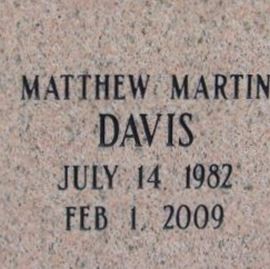 MATTHEW MARTIN
DAVIS
JULY 14 1982
FEB 1, 2009